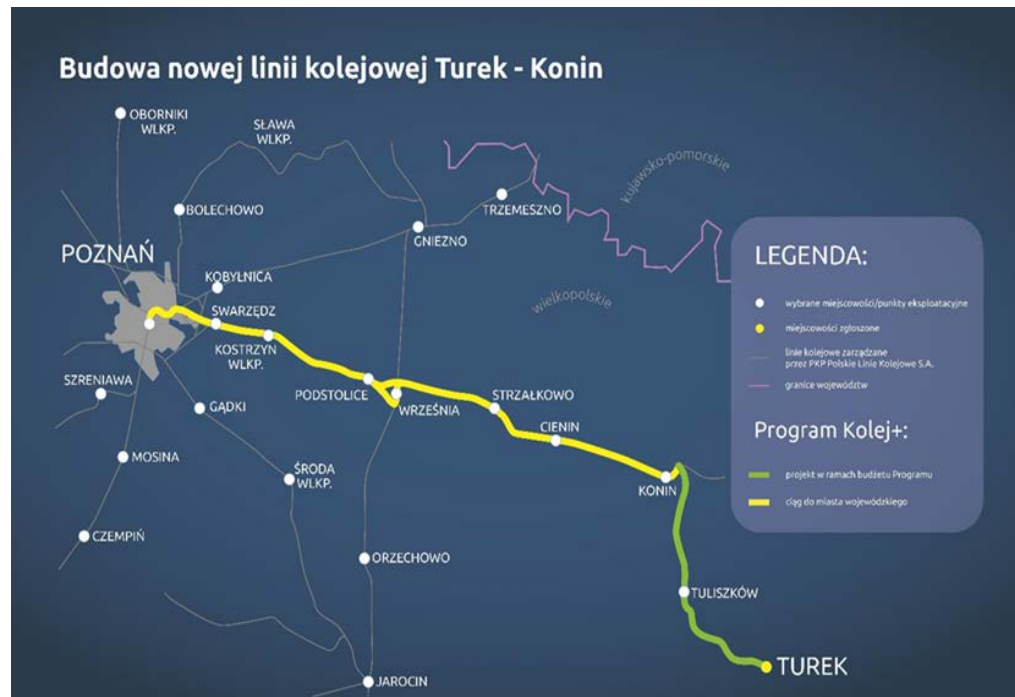 Budowa nowej linii kolejowej Turek - Konin
OBORNIKI
WLKP.
SŁAWA
WLKP.
kujawsko-pomorskie
BOLECHOWO
TRZEMESZNO
GNIEZNO
POZNAŃ
KOBYLNICA
wielkopolskie
SWARZĘDZ
KOSTRZYN
WLKP.
SZRENIAWA
PODSTOLICE
WRZEŚNIA
STRZAŁKOWO
GĄDKI
CIENIN
MOSINA
ŚRODA
WLKP.
KONIN
CZEMPIŃ
ORZECHOWO
TULISZKÓW
TUREK
JAROCIN
LEGENDA:
wybrane miejscowości/punkty eksploatacyjne
miejscowości zgłoszone
linie kolejowe zarządzane
przez PKP Polskie Linie Kolejowe S.A.
granice województw
Program Kolej+:
projekt w ramach budżetu Programu
ciąg do miasta wojewódzkiego